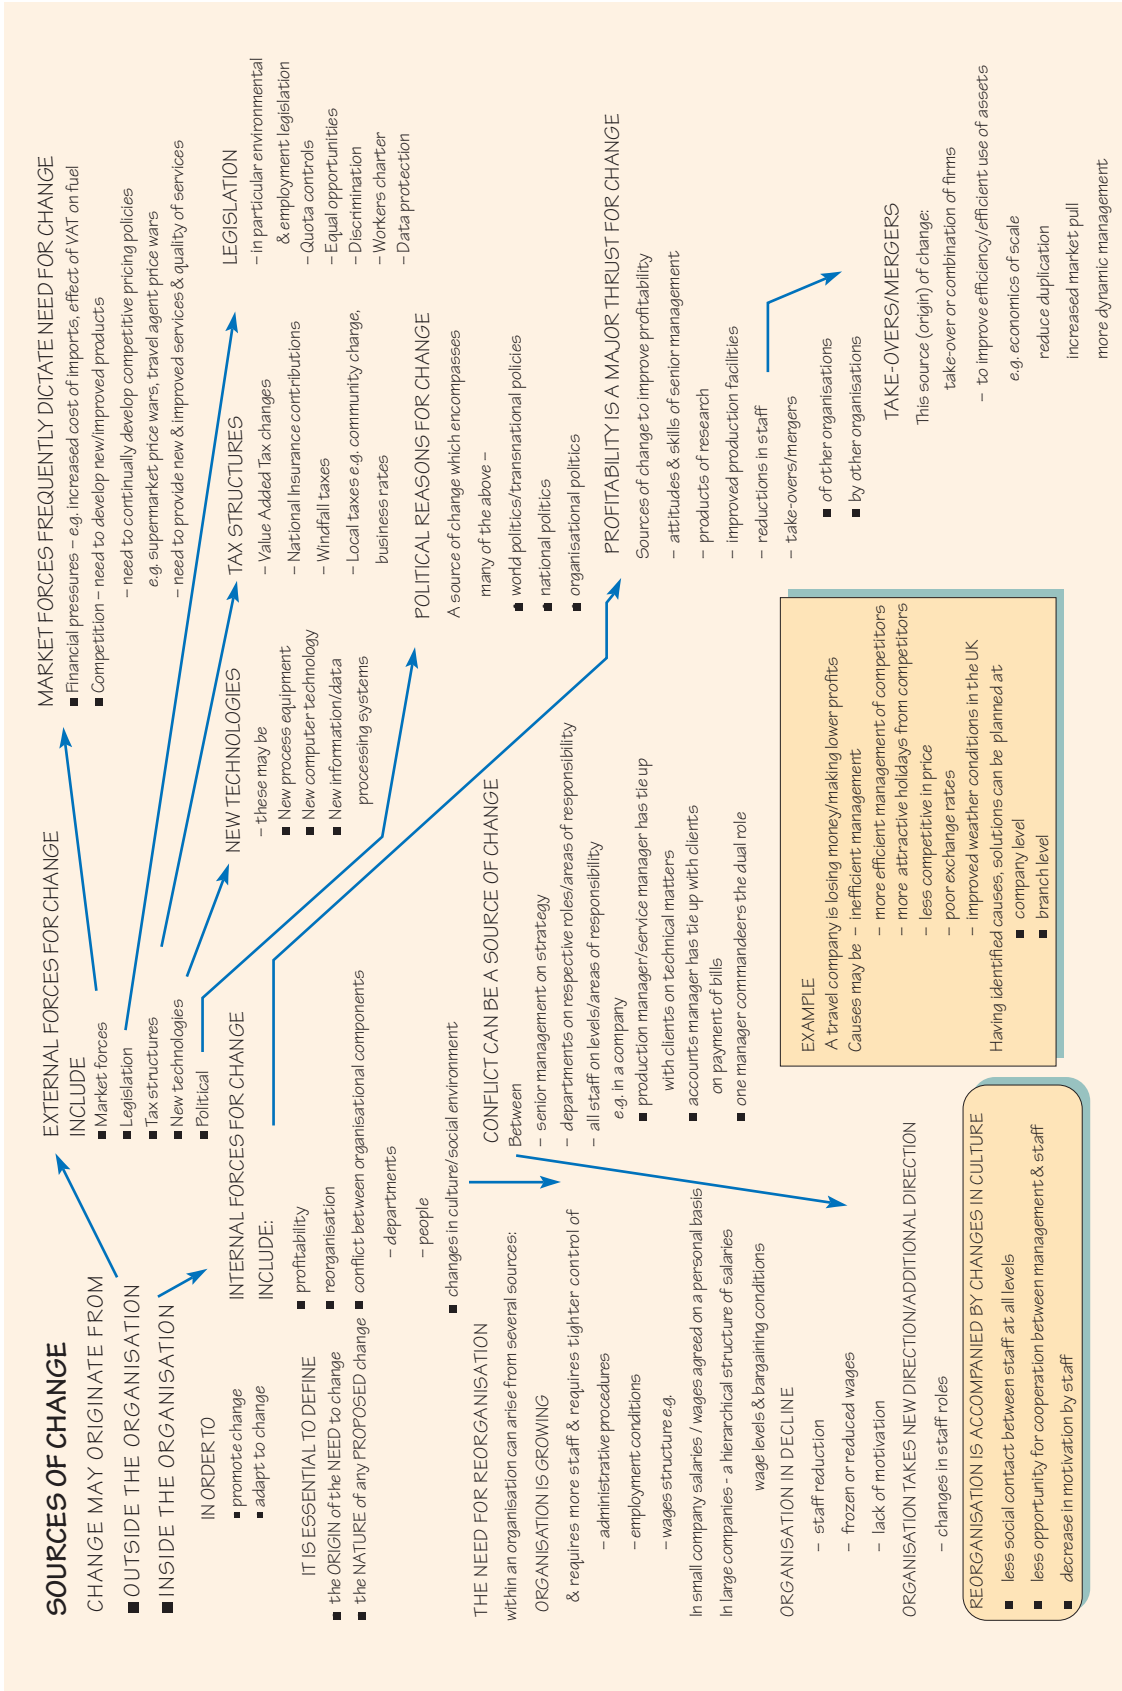 SOURCES OF CHANGE
CHANGE MAY ORIGINATE FROM
■ OUTSIDE THE ORGANISATION
■ INSIDE THE ORGANISATION
IN ORDER TO
■ promote change
■ adapt to change
IT IS ESSENTIAL TO DEFINE
■ the ORIGIN of the NEED to change
■ the NATURE of any PROPOSED change
EXTERNAL FORCES FOR CHANGE
INCLUDE
■ Market forces
■ Legislation
■ Tax structures
■ New technologies
■ Political
INTERNAL FORCES FOR CHANGE
INCLUDE:
■ profitability
■ reorganisation
■ conflict between organisational components
– departments
– people
■ changes in culture/social environment
MARKET FORCES FREQUENTLY DICTATE NEED FOR CHANGE
■ Financial pressures – e.g. increased cost of imports, effect of VAT on fuel
■ Competition – need to develop new/improved products
– need to continually develop competitive pricing policies
e.g. supermarket price wars, travel agent price wars
– need to provide new & improved services & quality of services
LEGISLATION
– in particular environmental
& employment legislation
– Quota controls
– Equal opportunities
– Discrimination
– Workers charter
– Data protection
TAX STRUCTURES
– Value Added Tax changes
– National Insurance contributions
– Windfall taxes
– Local taxes e.g. community charge,
business rates
NEW TECHNOLOGIES
– these may be
■ New process equipment
■ New computer technology
■ New information/data
processing systems
POLITICAL REASONS FOR CHANGE
A source of change which encompasses
many of the above –
■ world politics/transnational policies
■ national politics
■ organisational politics
THE NEED FOR REORGANISATION
within an organisation can arise from several sources:
ORGANISATION IS GROWING
& requires more staff & requires tighter control of
– administrative procedures
– employment conditions
– wages structure e.g.
In small company salaries / wages agreed on a personal basis
In large companies - a hierarchical structure of salaries
wage levels & bargaining conditions
ORGANISATION IN DECLINE
– staff reduction
– frozen or reduced wages
– lack of motivation
ORGANISATION TAKES NEW DIRECTION/ADDITIONAL DIRECTION
– changes in staff roles
REORGANISATION IS ACCOMPANIED BY CHANGES IN CULTURE
■ less social contact between staff at all levels
■ less opportunity for cooperation between management & staff
■ decrease in motivation by staff
CONFLICT CAN BE A SOURCE OF CHANGE
Between
– senior management on strategy
– departments on respective roles/areas of responsibility
– all staff on levels/areas of responsibility
e.g. in a company
■ production manager/service manager has tie up
with clients on technical matters
■ accounts manager has tie up with clients
on payment of bills
■ one manager commandeers the dual role
EXAMPLE
A travel company is losing money/making lower profits
Causes may be – inefficient management
– more efficient management of competitors
– more attractive holidays from competitors
– less competitive in price
– poor exchange rates
– improved weather conditions in the UK
Having identified causes, solutions can be planned at
■ company level
■ branch level
PROFITABILITY IS A MAJOR THRUST FOR CHANGE
Sources of change to improve profitability
– attitudes & skills of senior management
– products of research
– improved production facilities
– reductions in staff
– take-overs/mergers
■ of other organisations
■ by other organisations
TAKE-OVERS/MERGERS
This source (origin) of change:
take-over or combination of firms
– to improve efficiency/efficient use of assets
e.g. economics of scale
reduce duplication
increased market pull
more dynamic management